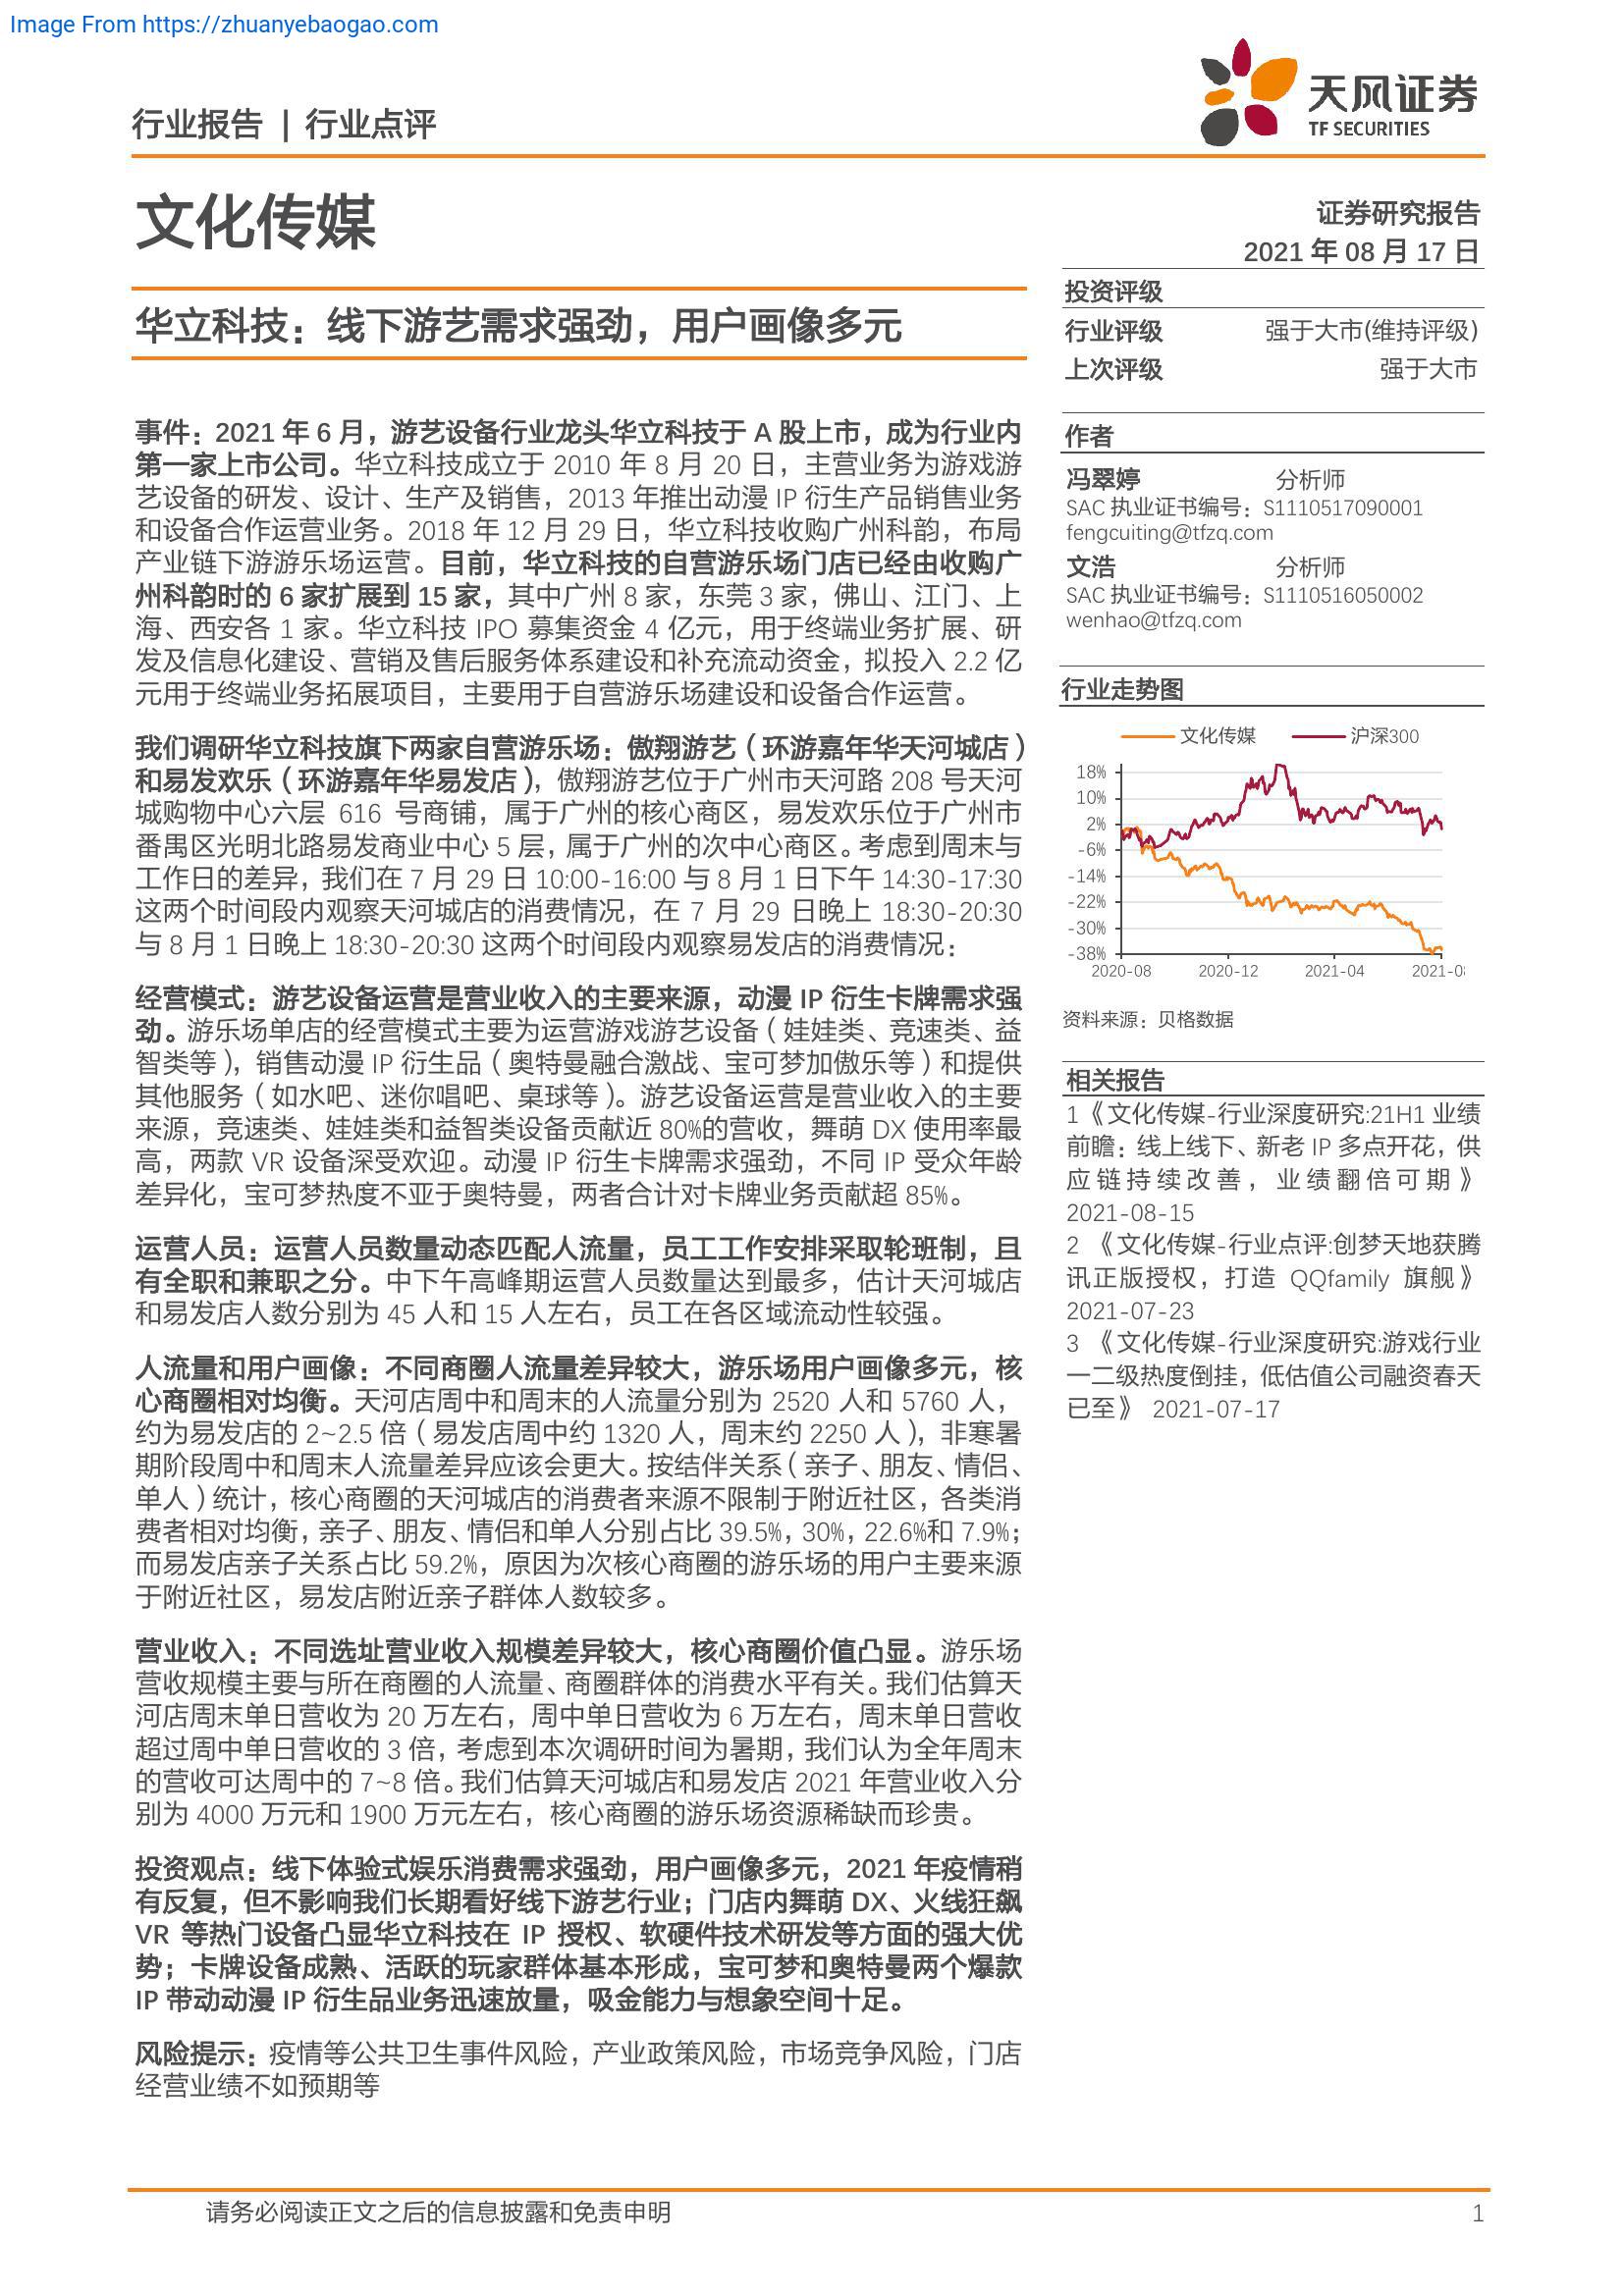 Image From https://zhuanyebaogao.com
行业报告 | 行业点评
天风证券
TF SECURITIES
文化传媒
证券研究报告
2021 年 08 月 17 日
华立科技：线下游艺需求强劲，用户画像多元
投资评级
行业评级 强于大市(维持评级)
上次评级 强于大市
事件：2021 年 6 月，游艺设备行业龙头华立科技于 A 股上市，成为行业内
第一家上市公司。华立科技成立于 2010 年 8 月 20 日，主营业务为游戏游
艺设备的研发、设计、生产及销售，2013 年推出动漫 IP 衍生产品销售业务
和设备合作运营业务。2018 年 12 月 29 日，华立科技收购广州科韵，布局
产业链下游游乐场运营。目前，华立科技的自营游乐场门店已经由收购广
州科韵时的 6 家扩展到 15 家，其中广州 8 家，东莞 3 家，佛山、江门、上
海、西安各 1 家。华立科技 IPO 募集资金 4 亿元，用于终端业务扩展、研
发及信息化建设、营销及售后服务体系建设和补充流动资金，拟投入 2.2 亿
元用于终端业务拓展项目，主要用于自营游乐场建设和设备合作运营。
我们调研华立科技旗下两家自营游乐场：傲翔游艺（环游嘉年华天河城店）
和易发欢乐（环游嘉年华易发店），傲翔游艺位于广州市天河路 208 号天河
城购物中心六层 616 号商铺，属于广州的核心商区，易发欢乐位于广州市
番禺区光明北路易发商业中心 5 层，属于广州的次中心商区。考虑到周末与
工作日的差异，我们在 7 月 29 日 10:00-16:00 与 8 月 1 日下午 14:30-17:30
这两个时间段内观察天河城店的消费情况，在 7 月 29 日晚上 18:30-20:30
与 8 月 1 日晚上 18:30-20:30 这两个时间段内观察易发店的消费情况：
经营模式：游艺设备运营是营业收入的主要来源，动漫 IP 衍生卡牌需求强
劲。游乐场单店的经营模式主要为运营游戏游艺设备（娃娃类、竞速类、益
智类等），销售动漫 IP 衍生品（奥特曼融合激战、宝可梦加傲乐等）和提供
其他服务（如水吧、迷你唱吧、桌球等）。游艺设备运营是营业收入的主要
来源，竞速类、娃娃类和益智类设备贡献近 80%的营收，舞萌 DX 使用率最
高，两款 VR 设备深受欢迎。动漫 IP 衍生卡牌需求强劲，不同 IP 受众年龄
差异化，宝可梦热度不亚于奥特曼，两者合计对卡牌业务贡献超 85%。
运营人员：运营人员数量动态匹配人流量，员工工作安排采取轮班制，且
有全职和兼职之分。中下午高峰期运营人员数量达到最多，估计天河城店
和易发店人数分别为 45 人和 15 人左右，员工在各区域流动性较强。
人流量和用户画像：不同商圈人流量差异较大，游乐场用户画像多元，核
心商圈相对均衡。天河店周中和周末的人流量分别为 2520 人和 5760 人，
约为易发店的 2~2.5 倍（易发店周中约 1320 人，周末约 2250 人），非寒暑
期阶段周中和周末人流量差异应该会更大。按结伴关系（亲子、朋友、情侣、
单人）统计，核心商圈的天河城店的消费者来源不限制于附近社区，各类消
费者相对均衡，亲子、朋友、情侣和单人分别占比 39.5%，30%，22.6%和 7.9%；
而易发店亲子关系占比 59.2%，原因为次核心商圈的游乐场的用户主要来源
于附近社区，易发店附近亲子群体人数较多。
营业收入：不同选址营业收入规模差异较大，核心商圈价值凸显。游乐场
营收规模主要与所在商圈的人流量、商圈群体的消费水平有关。我们估算天
河店周末单日营收为 20 万左右，周中单日营收为 6 万左右，周末单日营收
超过周中单日营收的 3 倍，考虑到本次调研时间为暑期，我们认为全年周末
的营收可达周中的 7~8 倍。我们估算天河城店和易发店 2021 年营业收入分
别为 4000 万元和 1900 万元左右，核心商圈的游乐场资源稀缺而珍贵。
投资观点：线下体验式娱乐消费需求强劲，用户画像多元，2021 年疫情稍
有反复，但不影响我们长期看好线下游艺行业；门店内舞萌 DX、火线狂飙
VR 等热门设备凸显华立科技在 IP 授权、软硬件技术研发等方面的强大优
势；卡牌设备成熟、活跃的玩家群体基本形成，宝可梦和奥特曼两个爆款
IP 带动动漫 IP 衍生品业务迅速放量，吸金能力与想象空间十足。
风险提示：疫情等公共卫生事件风险，产业政策风险，市场竞争风险，门店
经营业绩不如预期等
作者
冯翠婷 分析师
SAC 执业证书编号：S1110517090001
fengcuiting@tfzq.com
文浩 分析师
SAC 执业证书编号：S1110516050002
wenhao@tfzq.com
行业走势图
文化传媒 沪深300
18%
10%
2%
-6%
-14%
-22%
-30%
-38%
2020-08 2020-12 2021-04 2021-08
资料来源：贝格数据
相关报告
1《文化传媒-行业深度研究:21H1 业绩
前瞻：线上线下、新老 IP 多点开花，供
应链持续改善，业绩翻倍可期》
2021-08-15
2 《文化传媒-行业点评:创梦天地获腾
讯正版授权，打造 QQfamily 旗舰》
2021-07-23
3 《文化传媒-行业深度研究:游戏行业
一二级热度倒挂，低估值公司融资春天
已至》 2021-07-17
请务必阅读正文之后的信息披露和免责申明 1